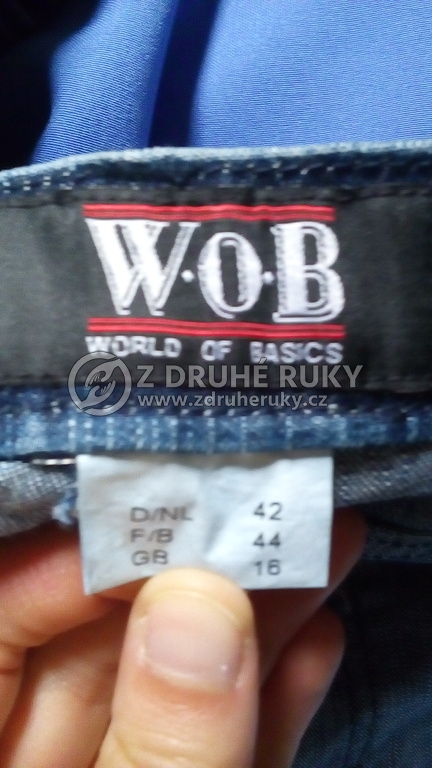 W·O·B
WORLD OF BASICS
Z DRUHÉ RUKY
www.zdruheruky.cz
D/NL 42
F/B 44
GB 16